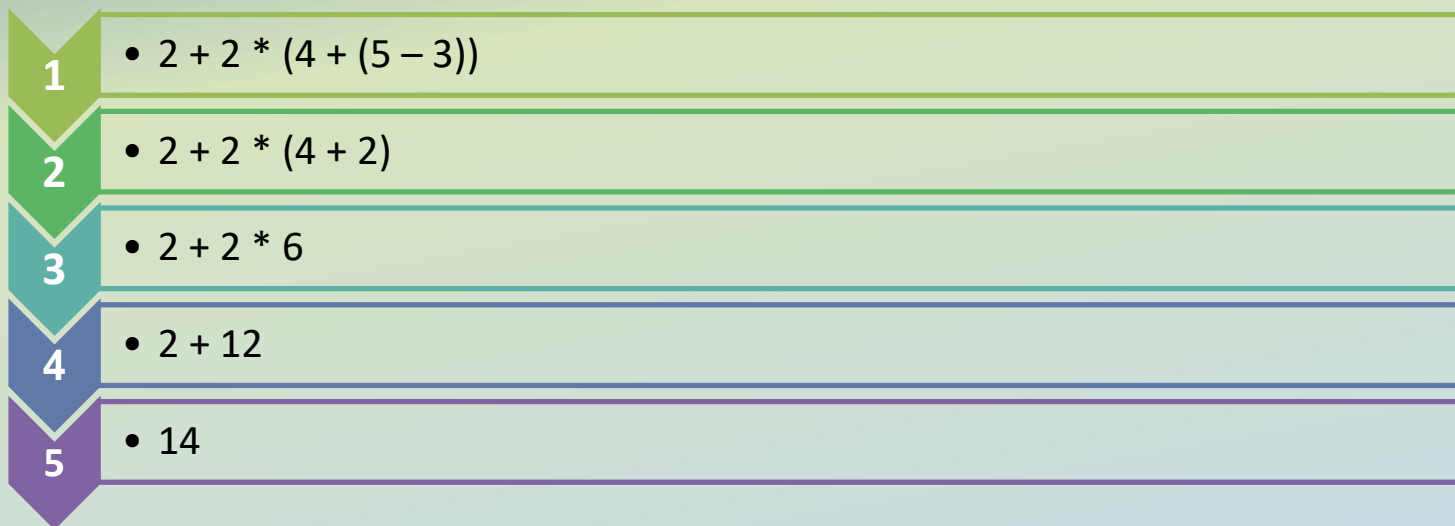 1
• 2 + 2 * (4 + (5 – 3))
2
• 2 + 2 * (4 + 2)
3
• 2 + 2 * 6
4
• 2 + 12
5
• 14